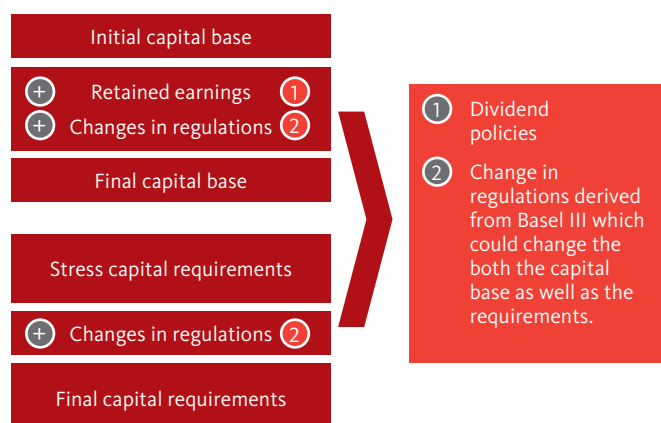 Initial capital base
+ Retained earnings 1
+ Changes in regulations 2
Final capital base
Stress capital requirements
+ Changes in regulations 2
Final capital requirements
1 Dividend
policies
2 Change in
regulations derived
from Basel III which
could change the
both the capital
base as well as the
requirements.